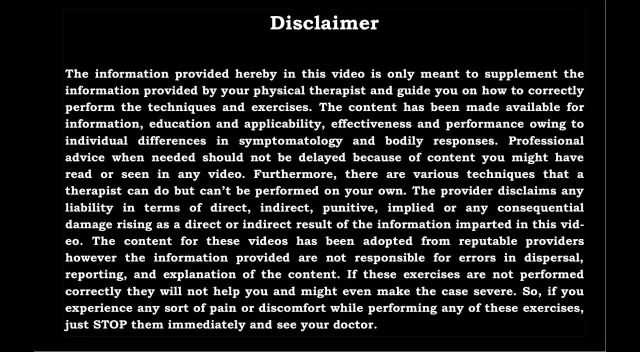 Disclaimer
The information provided hereby in this video is only meant to supplement the
information provided by your physical therapist and guide you on how to correctly
perform the techniques and exercises. The content has been made available for
information, education and applicability, effectiveness and performance owing to
individual differences in symptomatology and bodily responses. Professional
advice when needed should not be delayed because of content you might have
read or seen in any video. Furthermore, there are various techniques that a
therapist can do but can't be performed on your own. The provider disclaims any
liability in terms of direct, indirect, punitive, implied or any consequential
damage rising as a direct or indirect result of the information imparted in this vid-
eo. The content for these videos has been adopted from reputable providers
however the information provided are not responsible for errors in dispersal,
reporting, and explanation of the content. If these exercises are not performed
correctly they will not help you and might even make the case severe. So, if you
experience any sort of pain or discomfort while performing any of these exercises,
just STOP them immediately and see your doctor.